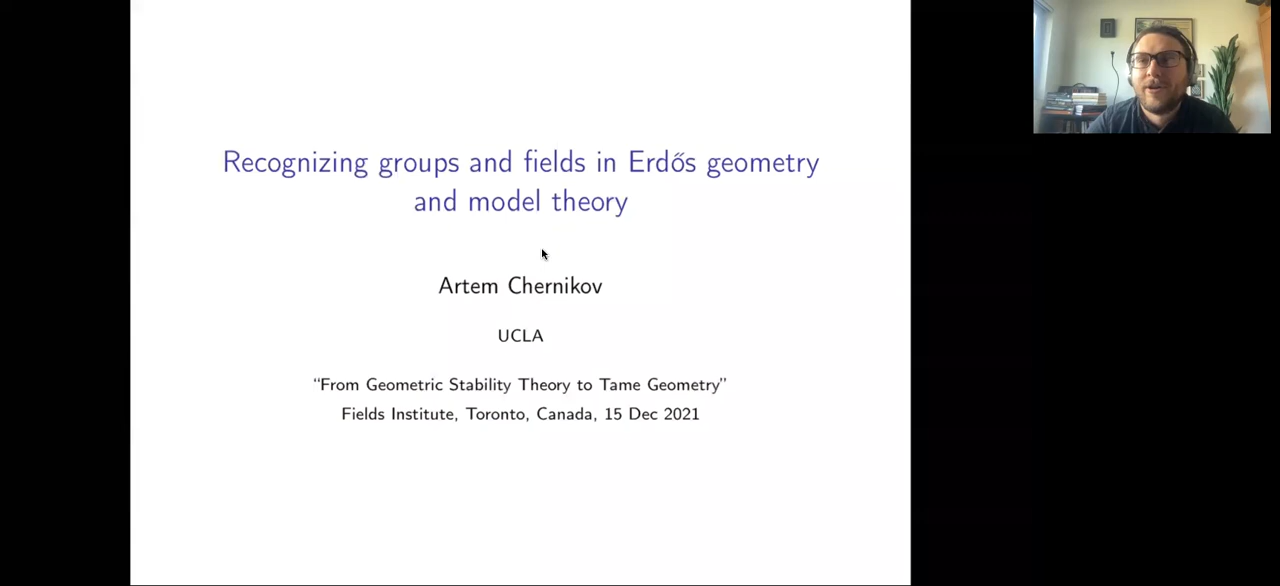 Recognizing groups and fields in Erdős geometry
and model theory
Artem Chernikov
UCLA
“From Geometric Stability Theory to Tame Geometry”
Fields Institute, Toronto, Canada, 15 Dec 2021